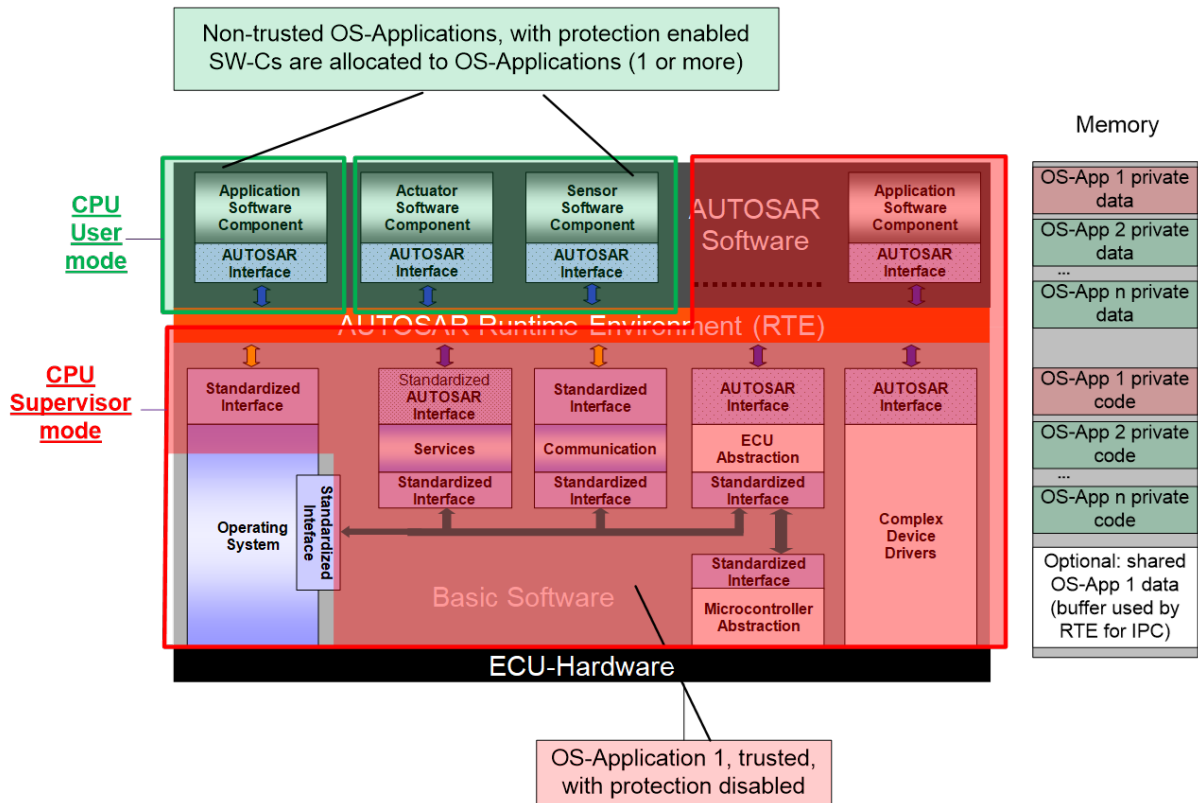 Non-trusted OS-Applications, with protection enabled
SW-Cs are allocated to OS-Applications (1 or more)
Memory
CPU
User
mode
Application
Software
Component
AUTOSAR
Interface
Actuator
Software
Component
AUTOSAR
Interface
Sensor
Software
Component
AUTOSAR
Interface
AUTOSAR
Software
Application
Software
Component
AUTOSAR
Interface
AUTOSAR Runtime Environment (RTE)
CPU
Supervisor
mode
Standardized
Interface
Operating
System
Standardized
Inteface
Standardized
AUTOSAR
Interface
Services
Standardized
Interface
Standardized
Interface
Communication
Standardized
Interface
AUTOSAR
Interface
ECU
Abstraction
Standardized
Interface
Standardized
Interface
Microcontroller
Abstraction
AUTOSAR
Interface
Complex
Device
Drivers
Basic Software
ECU-Hardware
OS-Application 1, trusted,
with protection disabled
OS-App 1 private
data
OS-App 2 private
data
...
OS-App n private
data
OS-App 1 private
code
OS-App 2 private
code
...
OS-App n private
code
Optional: shared
OS-App 1 data
(buffer used by
RTE for IPC)